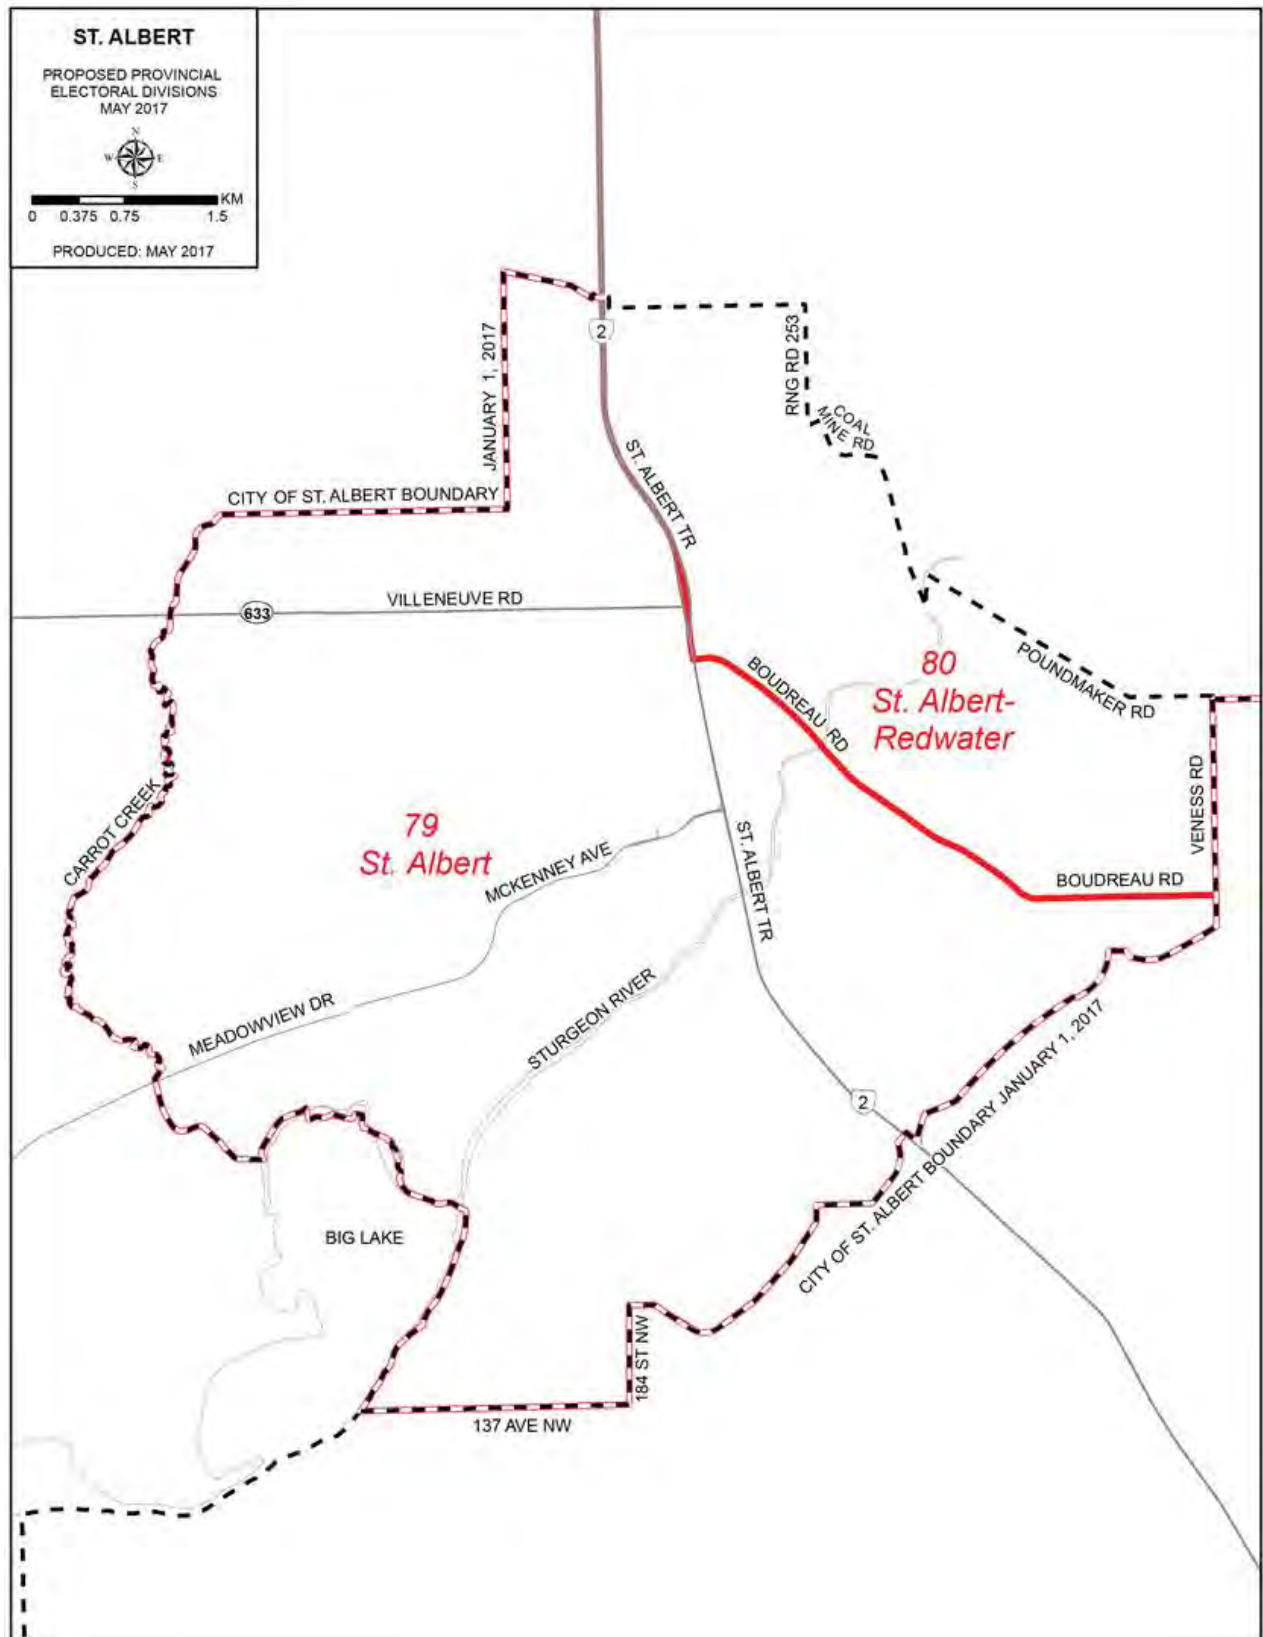 ST. ALBERT
PROPOSED PROVINCIAL
ELECTORAL DIVISIONS
MAY 2017
N
W E
S
KM
0 0.375 0.75 1.5
PRODUCED: MAY 2017
2
RNG RD 253
JANUARY 1, 2017
COAL
MINE RD
ST. ALBERT TR
CITY OF ST. ALBERT BOUNDARY
VILLENEUVE RD
633
80
St. Albert-
Redwater
POUNDMAKER RD
BOUDREAU RD
VENESS RD
CARROT CREEK
79
St. Albert
MCKENNEY AVE
ST. ALBERT TR
BOUDREAU RD
STURGEON RIVER
MEADOWVIEW DR
2
CITY OF ST. ALBERT BOUNDARY JANUARY 1, 2017
BIG LAKE
184 ST NW
137 AVE NW